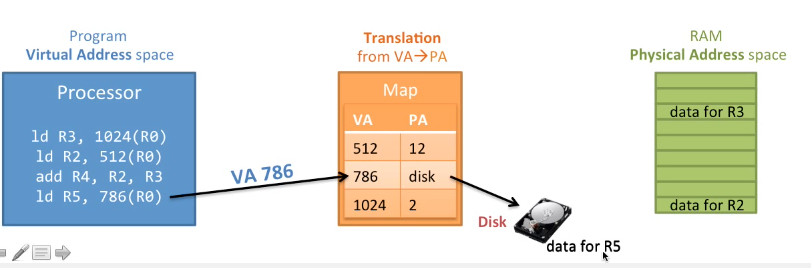 Program
Virtual Address space
Processor
ld R3, 1024(R0)
ld R2, 512(R0)
add R4, R2, R3
ld R5, 786(R0)
VA 786
Translation
from VA→PA
Map
VA PA
512 12
786 disk
1024 2
Disk
data for R5
RAM
Physical Address space
data for R3
data for R2